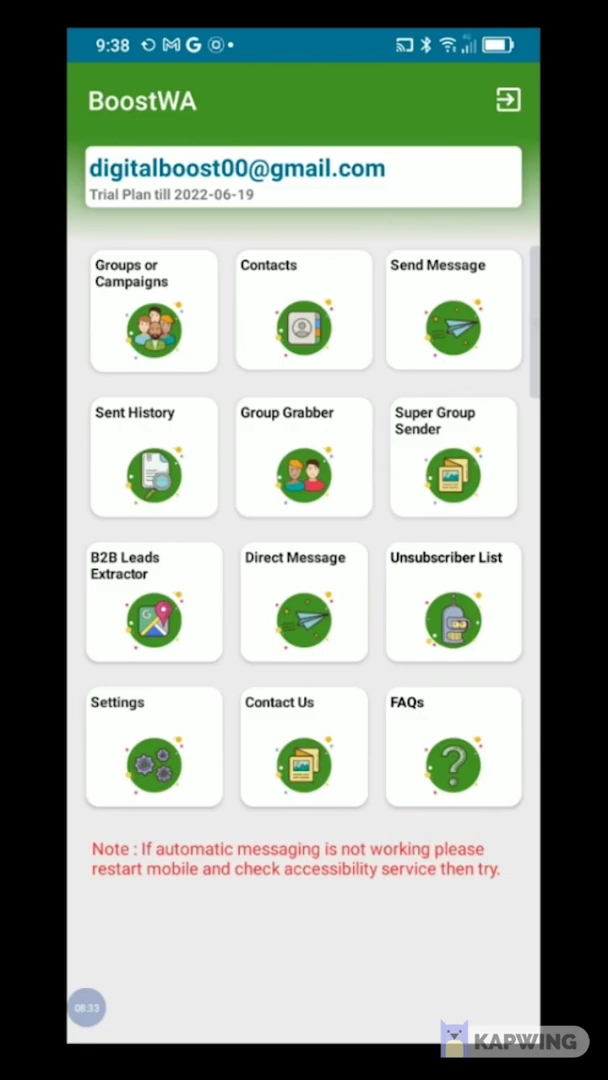 9:38
BoostWA
digitalboost00@gmail.com
Trial Plan till 2022-06-19
Groups or
Campaigns
Contacts
Send Message
Sent History
Group Grabber
Super Group
Sender
B2B Leads
Extractor
Direct Message
Unsubscriber List
Settings
Contact Us
FAQs
Note : If automatic messaging is not working please
restart mobile and check accessibility service then try.
08:33
KAPWING